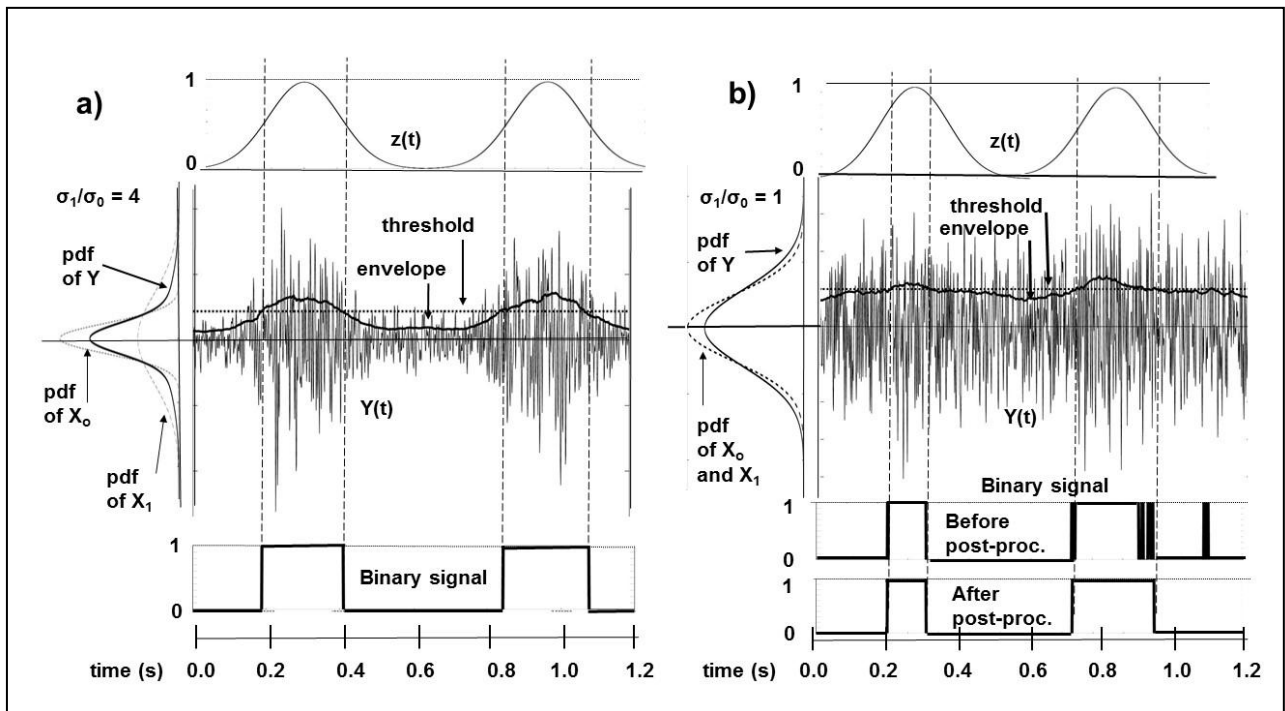 a)
1
0
z(t)
σ₁/σ₀ = 4
pdf
of Y
threshold
envelope
pdf
of Xₒ
Y(t)
pdf
of X₁
1
Binary signal
0
time (s) 0.0 0.2 0.4 0.6 0.8 1.0 1.2
b)
1
0
z(t)
σ₁/σ₀ = 1
pdf
of Y
threshold
envelope
pdf
of Xₒ
and X₁
Y(t)
Binary signal
1
Before
post-proc.
0
1
After
post-proc.
0
time (s) 0.0 0.2 0.4 0.6 0.8 1.0 1.2